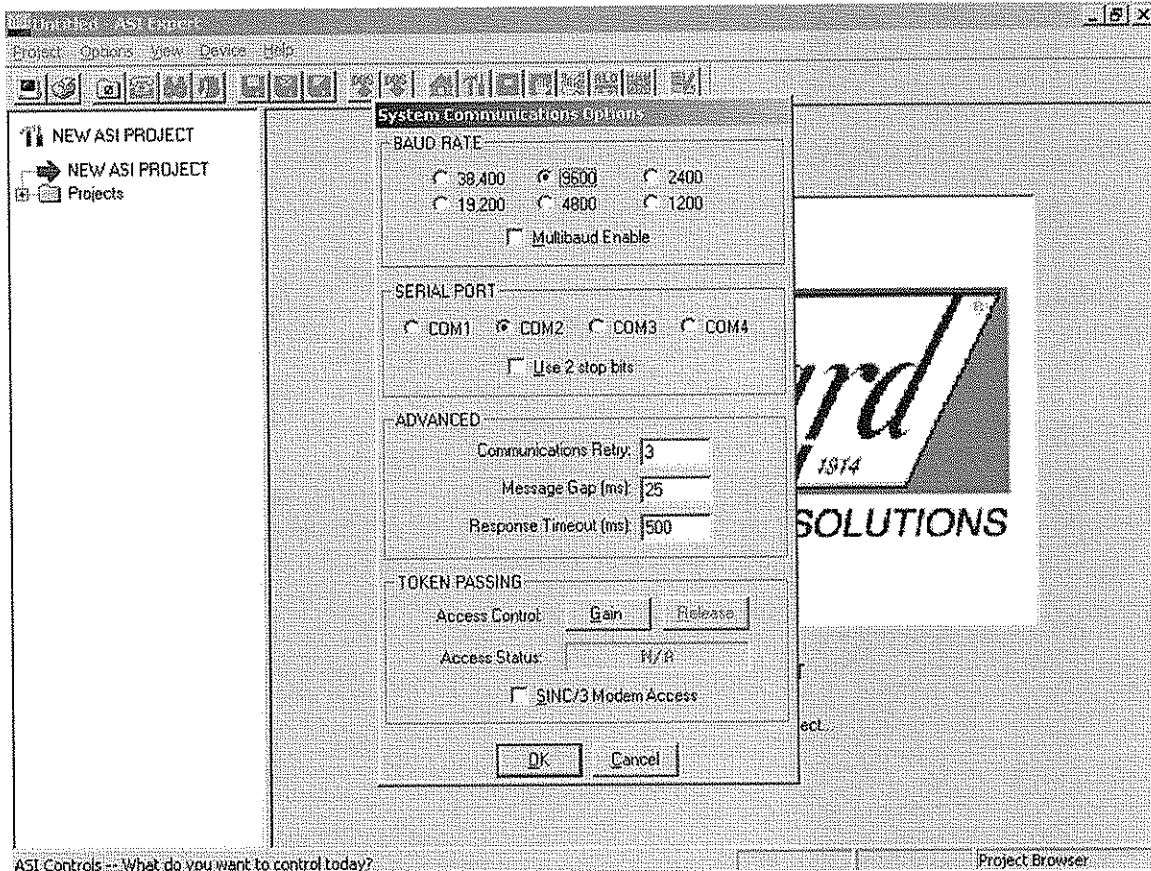 Untitled - ASI Expert
Project Options View Device Help
NEW ASI PROJECT
NEW ASI PROJECT
Projects
System Communications Options
BAUD RATE
38,400 9600 2400
19,200 4800 1200
Multibaud Enable
SERIAL PORT
COM1 COM2 COM3 COM4
Use 2 stop bits
ADVANCED
Communications Retry: 3
Message Gap (ms): 25
Response Timeout (ms): 500
TOKEN PASSING
Access Control: Gain Release
Access Status: N/A
SINC/3 Modem Access
OK Cancel
rd
1914
SOLUTIONS
ect...
ASI Controls -- What do you want to control today?
Project Browser